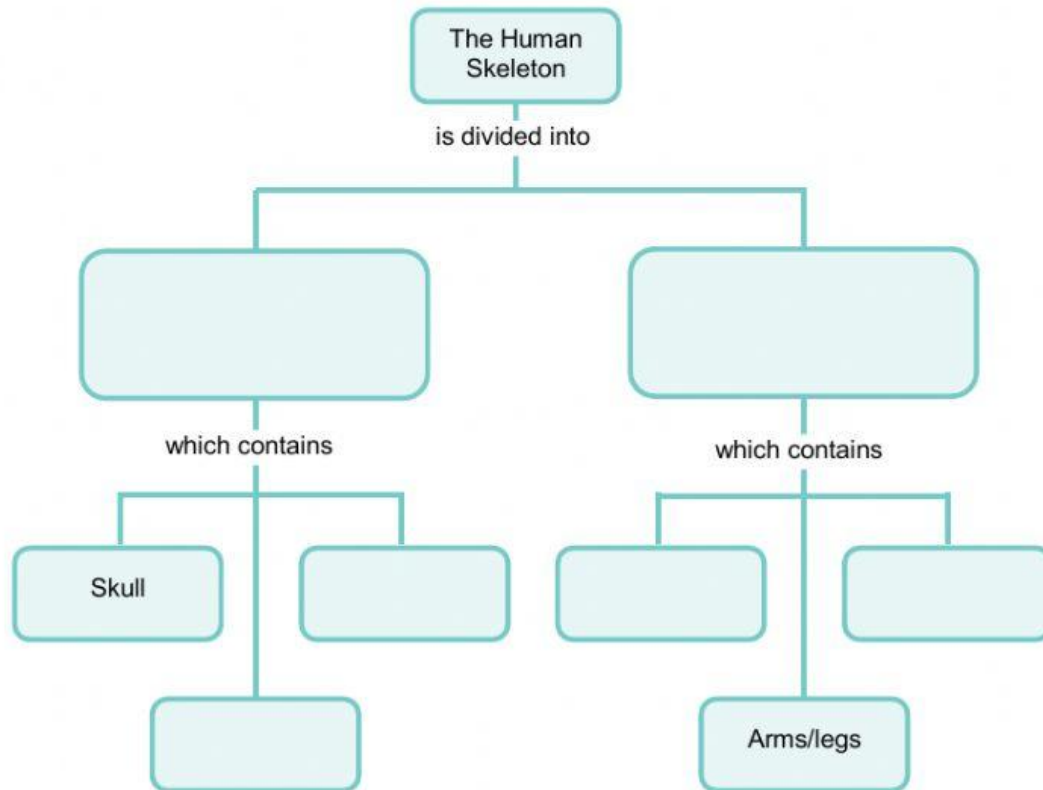 The Human
Skeleton
is divided into
which contains
which contains
Skull
Arms/legs